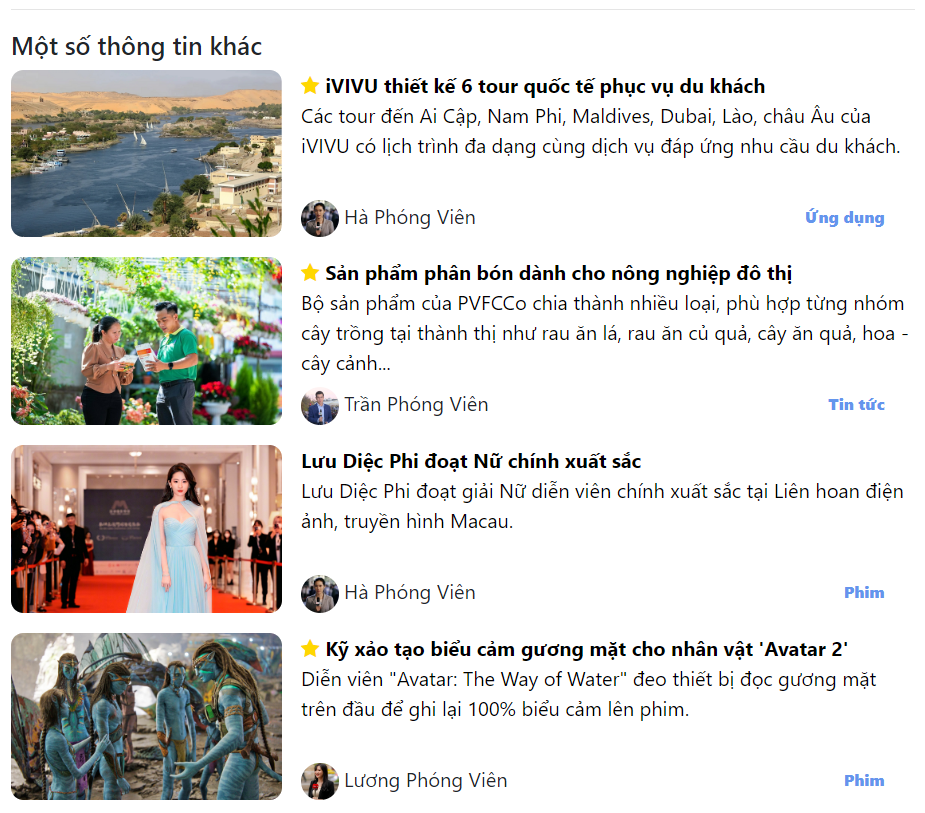 Một số thông tin khác
iVIVU thiết kế 6 tour quốc tế phục vụ du khách
Các tour đến Ai Cập, Nam Phi, Maldives, Dubai, Lào, châu Âu của
iVIVU có lịch trình đa dạng cùng dịch vụ đáp ứng nhu cầu du khách.
Hà Phóng Viên
Ứng dụng
Sản phẩm phân bón dành cho nông nghiệp đô thị
Bộ sản phẩm của PVFCCo chia thành nhiều loại, phù hợp từng nhóm
cây trồng tại thành thị như rau ăn lá, rau ăn củ quả, cây ăn quả, hoa -
cây cảnh...
Trần Phóng Viên
Tin tức
Lưu Diệc Phi đoạt Nữ chính xuất sắc
Lưu Diệc Phi đoạt giải Nữ diễn viên chính xuất sắc tại Liên hoan điện
ảnh, truyền hình Macau.
Hà Phóng Viên
Phim
Kỹ xảo tạo biểu cảm gương mặt cho nhân vật 'Avatar 2'
Diễn viên "Avatar: The Way of Water" đeo thiết bị đọc gương mặt
trên đầu để ghi lại 100% biểu cảm lên phim.
Lương Phóng Viên
Phim